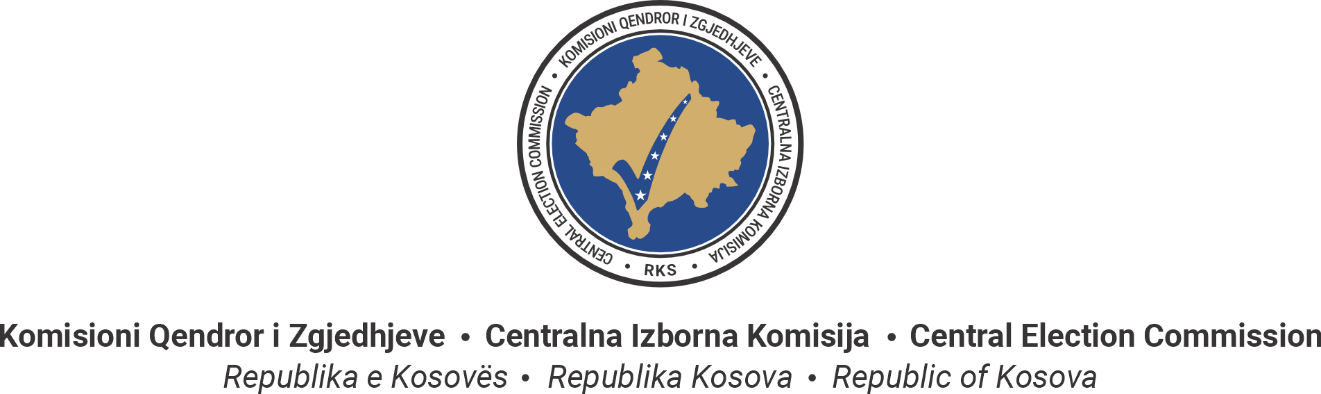 KOMISIONI QENDROR I ZGJEDHJEVE • CENTRALNA IZBORNA KOMISIJA • RKS • CENTRAL ELECTION COMMISSION •
Komisioni Qendror i Zgjedhjeve • Centralna Izborna Komisija • Central Election Commission
Republika e Kosovës • Republika Kosova • Republic of Kosova